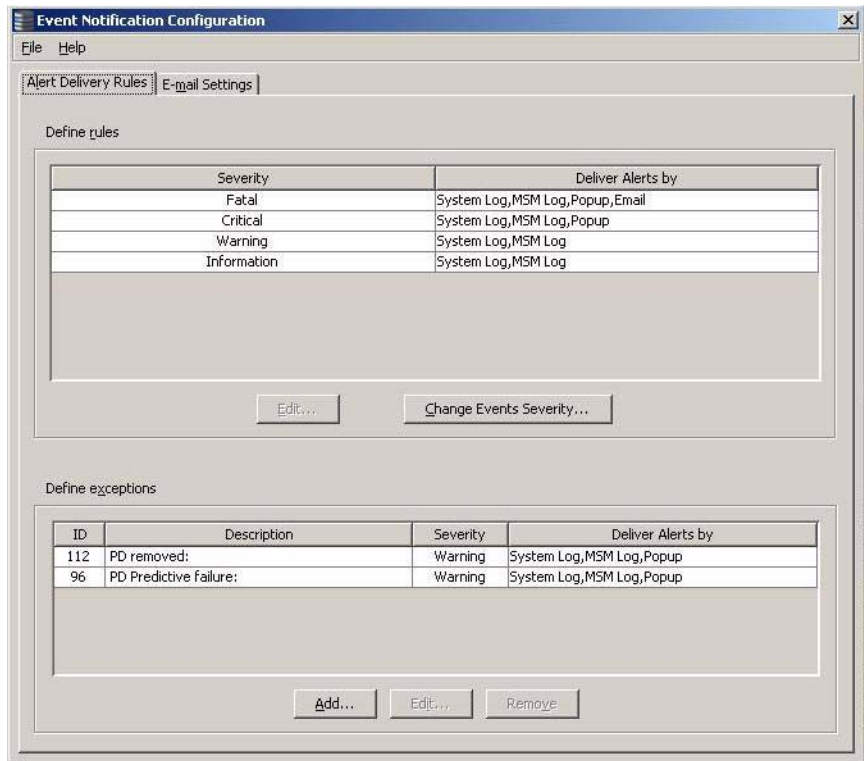 Event Notification Configuration
File Help
Alert Delivery Rules E-mail Settings
Define rules
Severity Deliver Alerts by
Fatal System Log,MSM Log,Popup,Email
Critical System Log,MSM Log,Popup
Warning System Log,MSM Log
Information System Log,MSM Log
Edit... Change Events Severity...
Define exceptions
ID Description Severity Deliver Alerts by
112 PD removed: Warning System Log,MSM Log,Popup
96 PD Predictive failure: Warning System Log,MSM Log,Popup
Add... Edit... Remove